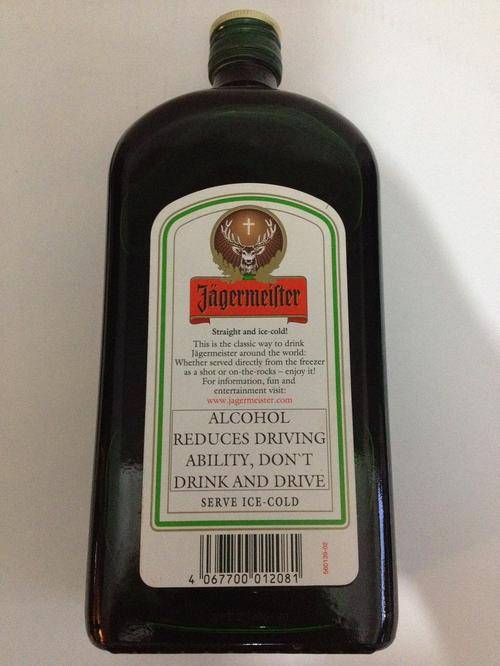 Jägermeister
Straight and ice-cold!
This is the classic way to drink
Jägermeister around the world:
Whether served directly from the freezer
as a shot or on-the-rocks – enjoy it!
For information, fun and
entertainment visit:
www.jagermeister.com
ALCOHOL
REDUCES DRIVING
ABILITY, DON`T
DRINK AND DRIVE
SERVE ICE-COLD
4 067700 012081
560139-02